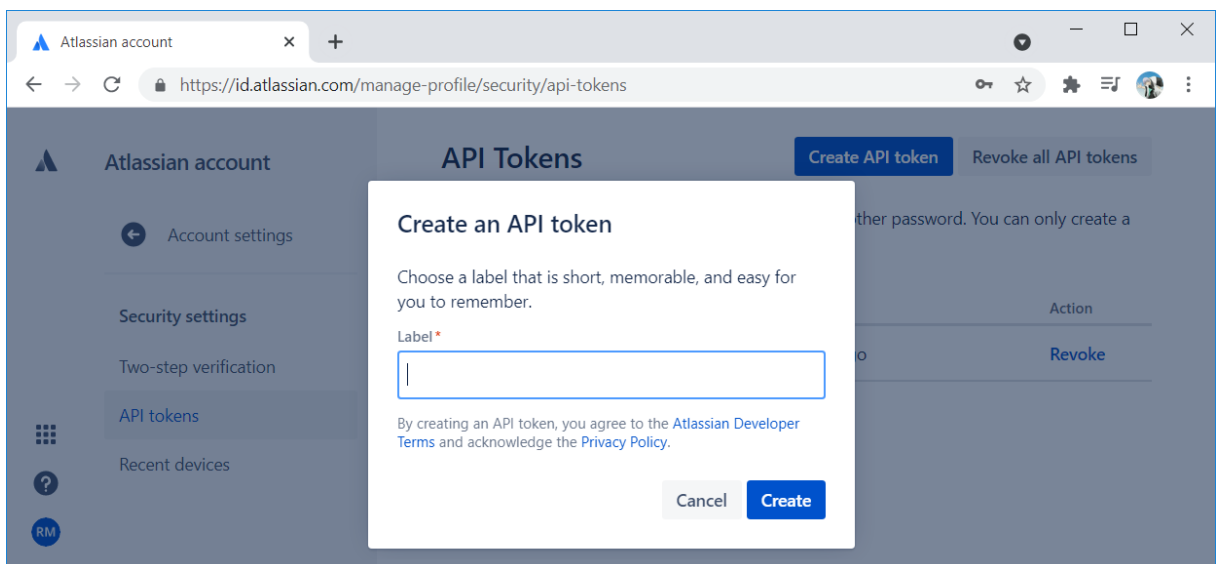 Atlassian account
https://id.atlassian.com/manage-profile/security/api-tokens
Atlassian account
Account settings
Security settings
Two-step verification
API tokens
Recent devices
RM
API Tokens
Create API token
Revoke all API tokens
password. You can only create a
Action
Revoke
Create an API token
Choose a label that is short, memorable, and easy for
you to remember.
Label*
By creating an API token, you agree to the Atlassian Developer
Terms and acknowledge the Privacy Policy.
Cancel
Create